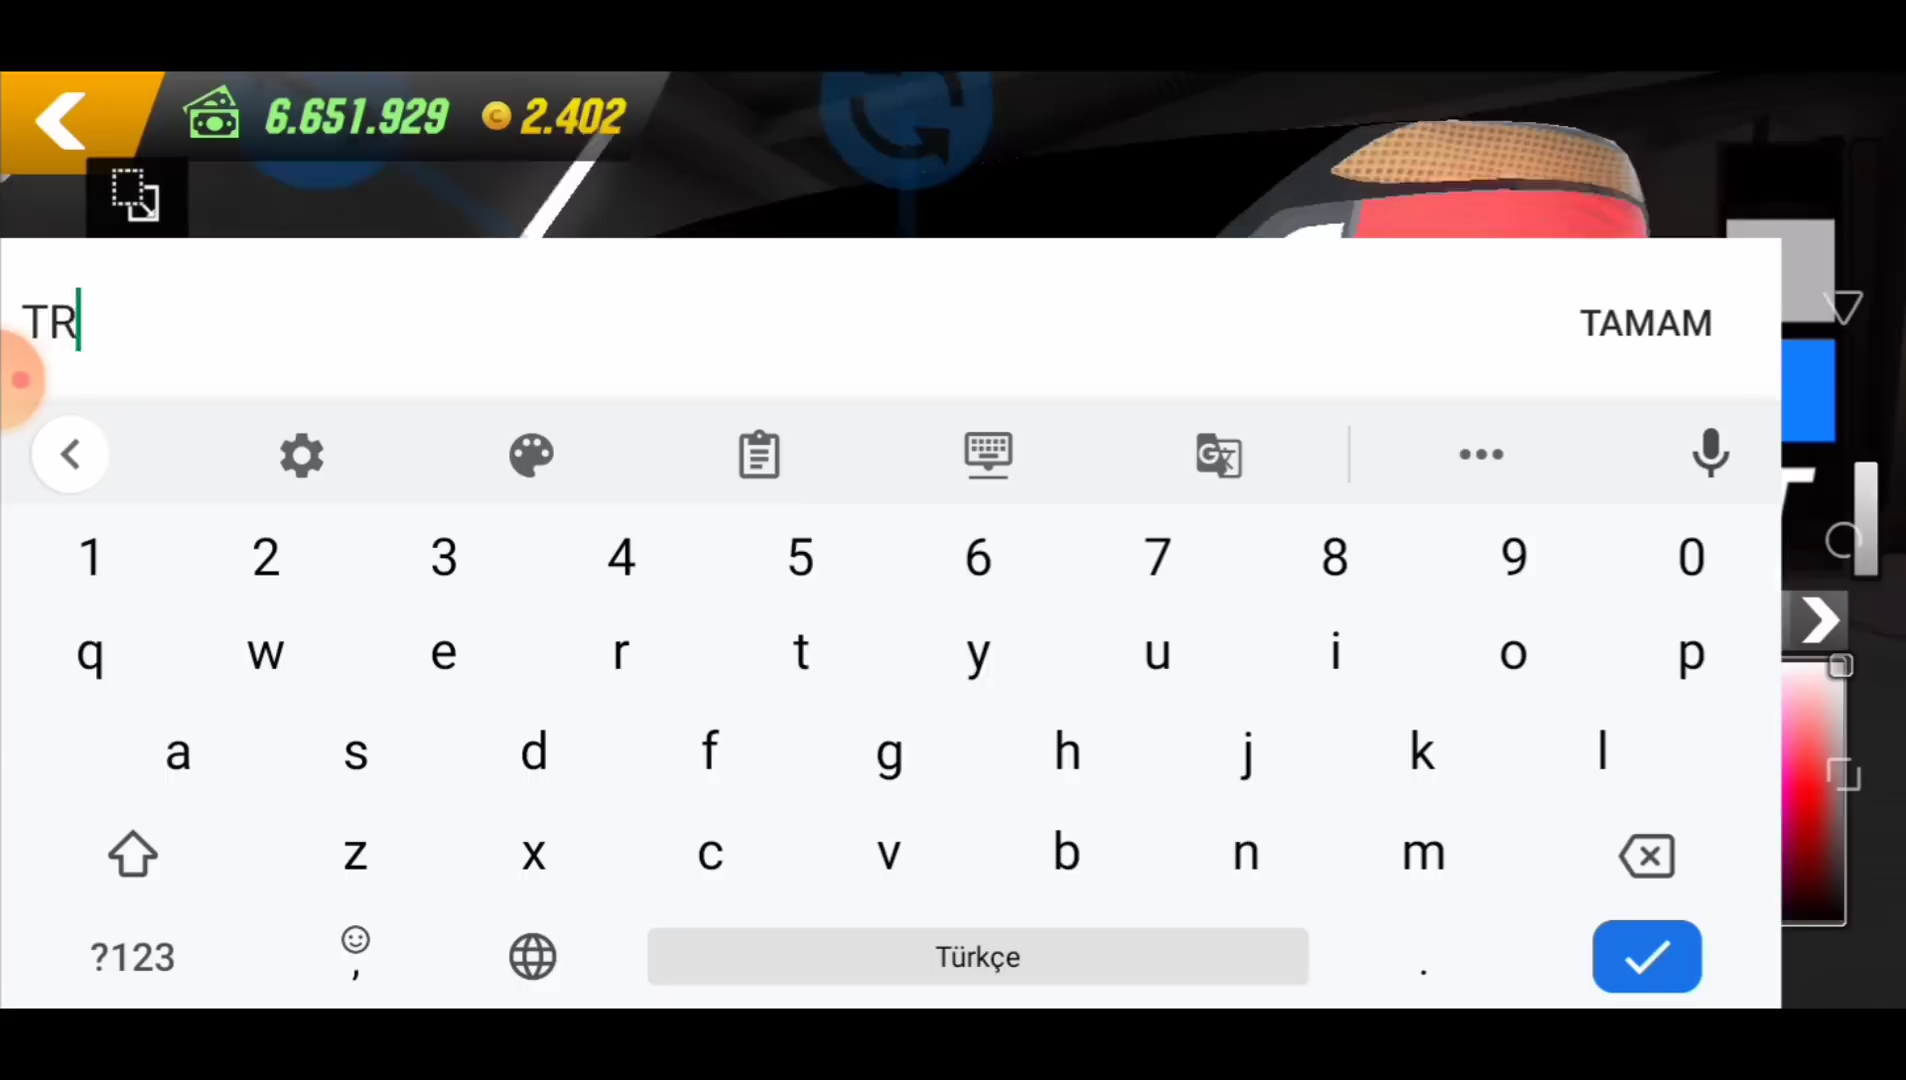 6.651.929 2.402
TR
TAMAM
1 2 3 4 5 6 7 8 9 0
q w e r t y u i o p
a s d f g h j k l
z x c v b n m
?123 , Türkçe .